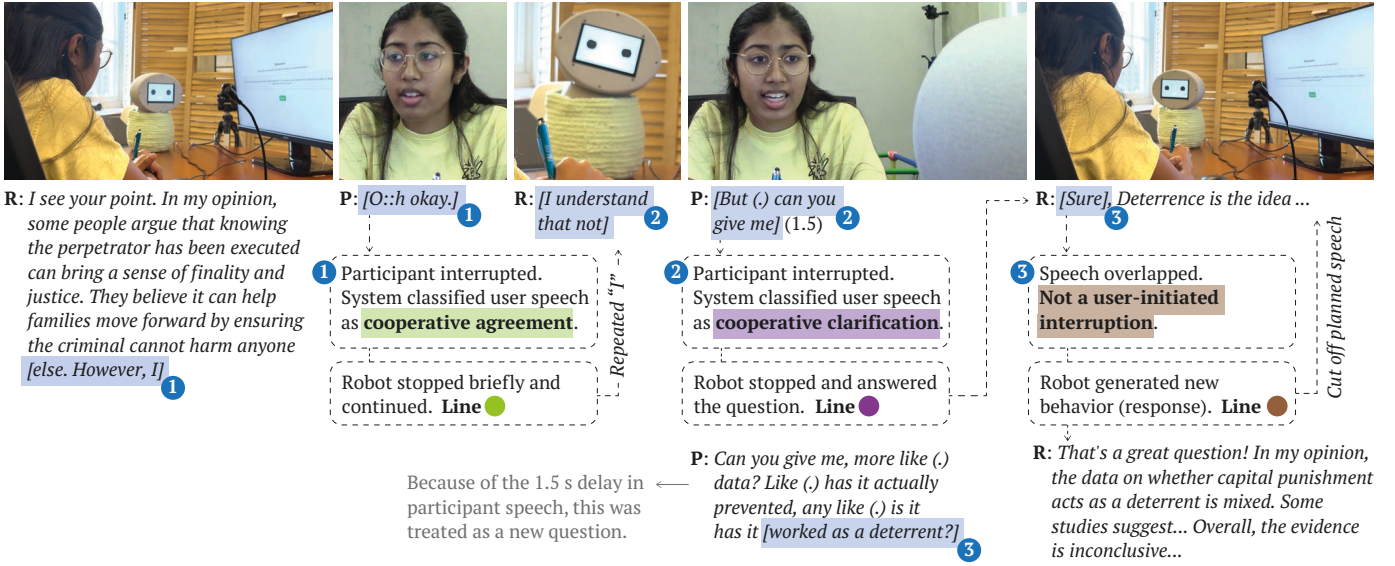 R: I see your point. In my opinion,
some people argue that knowing
the perpetrator has been executed
can bring a sense of finality and
justice. They believe it can help
families move forward by ensuring
the criminal cannot harm anyone
[else. However, I]
1
P: [O::h okay.]
1
1
Participant interrupted.
System classified user speech
as cooperative agreement.
Robot stopped briefly and
continued. Line
Repeated “I”
R: [I understand
that not]
2
P: [But (.) can you
give me] (1.5)
2
2
Participant interrupted.
System classified user speech
as cooperative clarification.
Robot stopped and answered
the question. Line
P: Can you give me, more like (.)
data? Like (.) has it actually
prevented, any like (.) is it
has it [worked as a deterrent?]
3
Because of the 1.5 s delay in
participant speech, this was
treated as a new question.
R: [Sure], Deterrence is the idea ...
3
3
Speech overlapped.
Not a user-initiated
interruption.
Robot generated new
behavior (response). Line
Cut off planned speech
R: That's a great question! In my opinion,
the data on whether capital punishment
acts as a deterrent is mixed. Some
studies suggest... Overall, the evidence
is inconclusive...